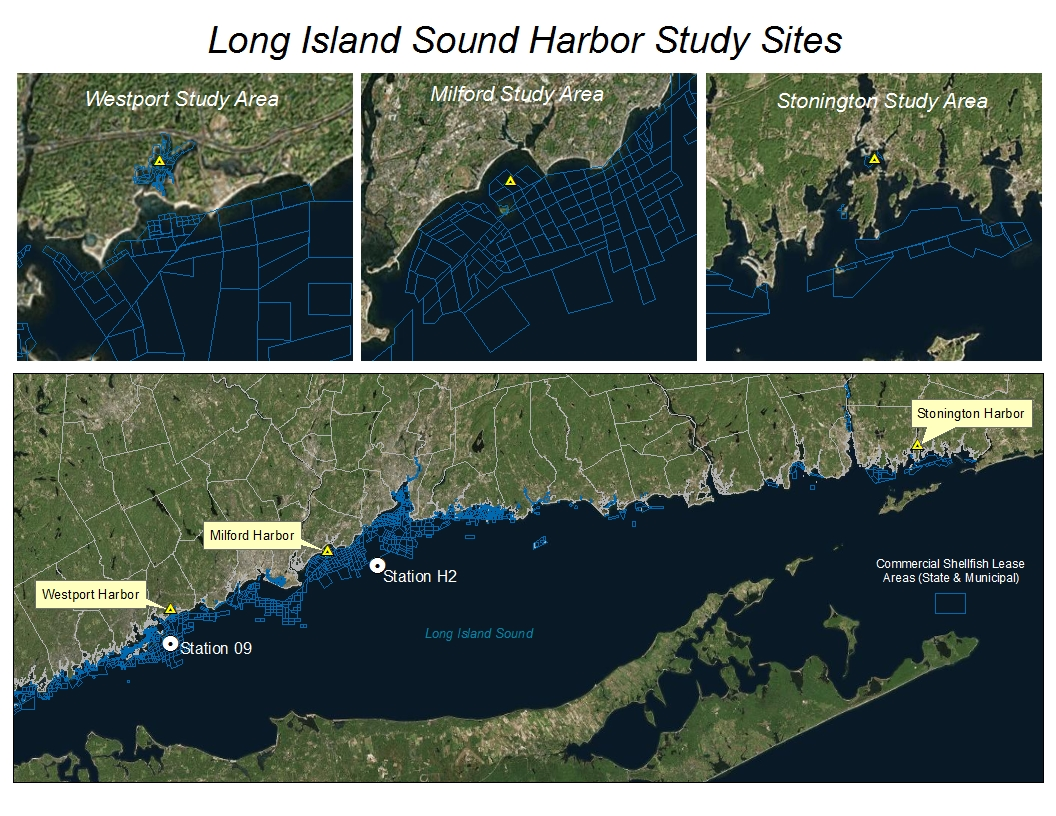 Long Island Sound Harbor Study Sites
Westport Study Area
Milford Study Area
Stonington Study Area
Stonington Harbor
Milford Harbor
Commercial Shellfish Lease
Areas (State & Municipal)
Station H2
Westport Harbor
Long Island Sound
Station 09